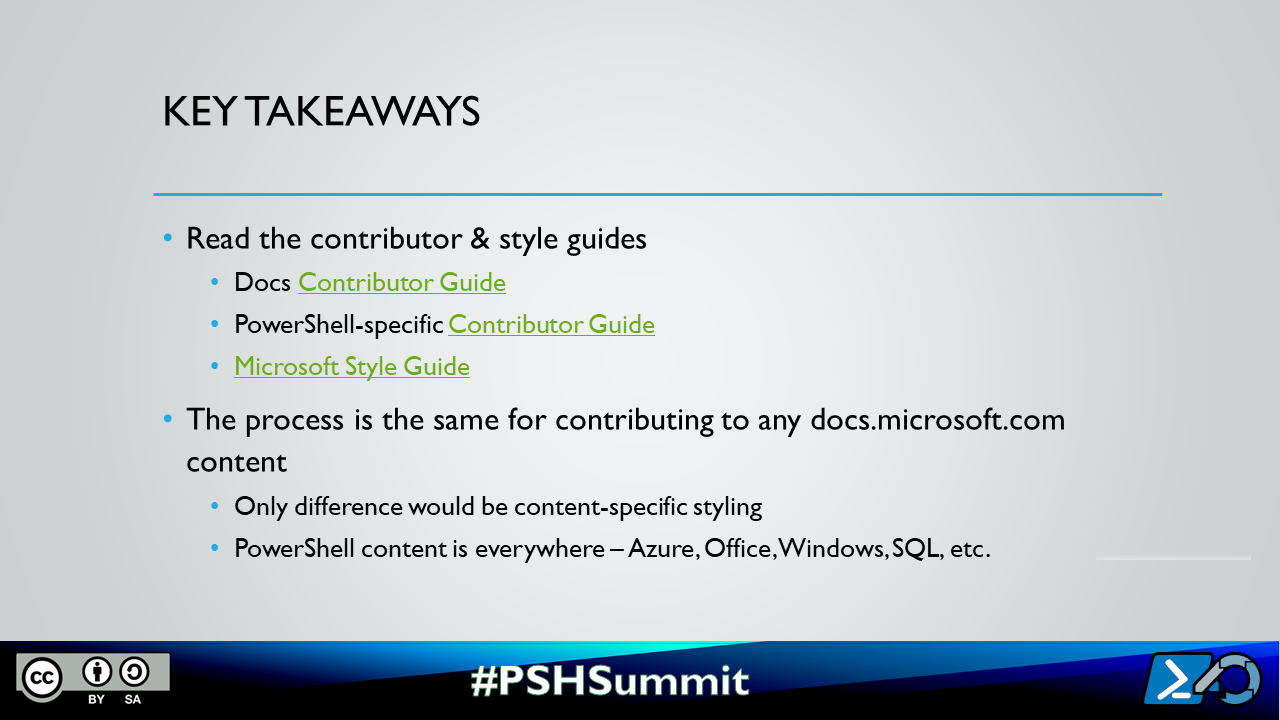 KEY TAKEAWAYS
• Read the contributor & style guides
• Docs Contributor Guide
• PowerShell-specific Contributor Guide
• Microsoft Style Guide
• The process is the same for contributing to any docs.microsoft.com
content
• Only difference would be content-specific styling
• PowerShell content is everywhere – Azure, Office, Windows, SQL, etc.
cc
BY SA
#PSHSummit